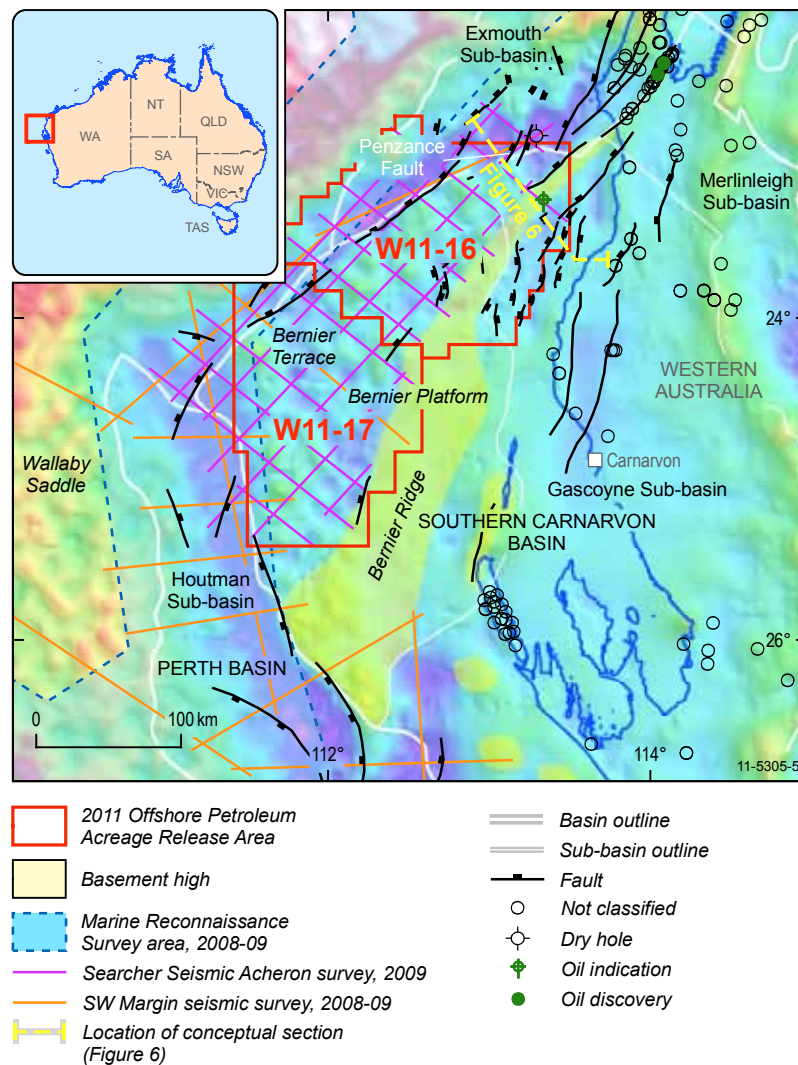 NT
WA
QLD
SA
NSW
VIC
TAS
Exmouth
Sub-basin
Penzance
Fault
Figure 6
Merlinleigh
Sub-basin
W11-16
24°
Bernier
Terrace
WESTERN
AUSTRALIA
Bernier Platform
W11-17
Wallaby
Saddle
Carnarvon
Gascoyne Sub-basin
Bernier Ridge
SOUTHERN CARNARVON
BASIN
Houtman
Sub-basin
26°
PERTH BASIN
0
100 km
112°
114°
11-5305-5
2011 Offshore Petroleum
Acreage Release Area
Basement high
Marine Reconnaissance
Survey area, 2008-09
Searcher Seismic Acheron survey, 2009
SW Margin seismic survey, 2008-09
Location of conceptual section
(Figure 6)
Basin outline
Sub-basin outline
Fault
Not classified
Dry hole
Oil indication
Oil discovery